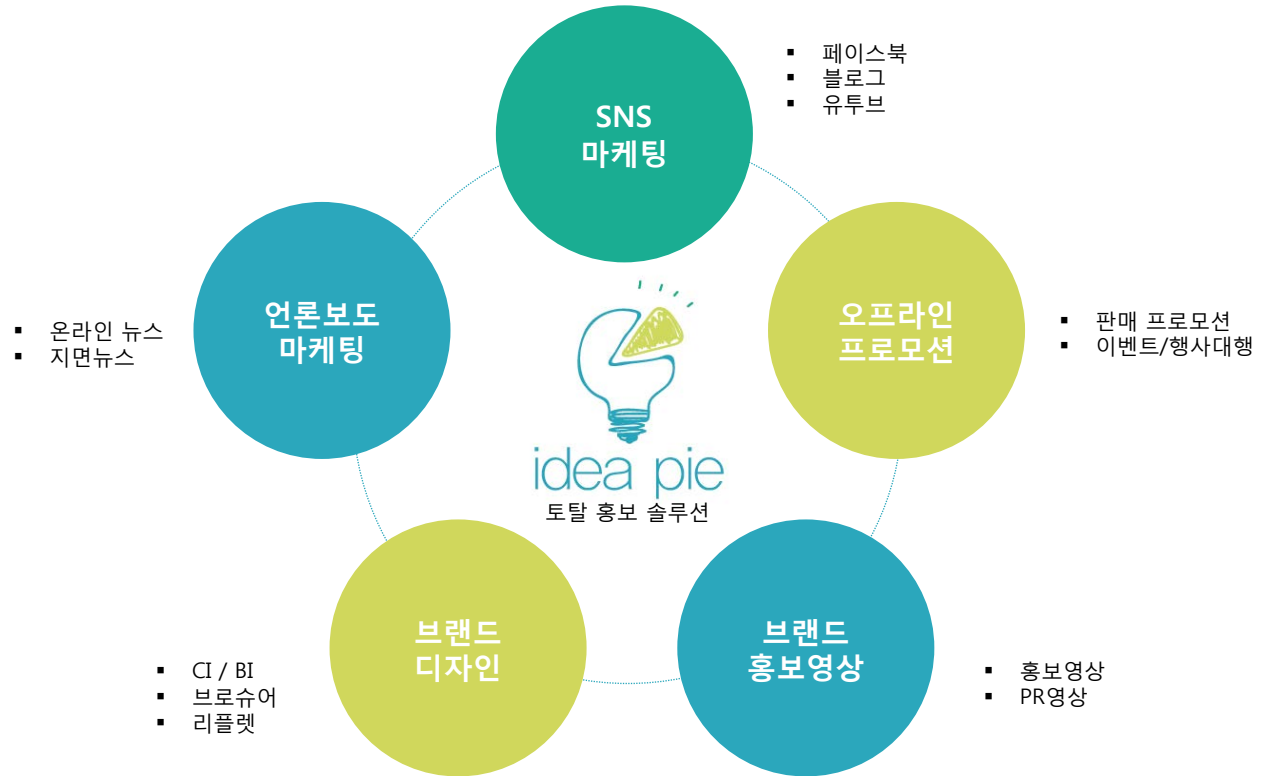 SNS
마케팅
▪ 페이스북
▪ 블로그
▪ 유투브
오프라인
프로모션
▪ 판매 프로모션
▪ 이벤트/행사대행
브랜드
홍보영상
▪ 홍보영상
▪ PR영상
브랜드
디자인
▪ CI / BI
▪ 브로슈어
▪ 리플렛
언론보도
마케팅
▪ 온라인 뉴스
▪ 지면뉴스
idea pie
토탈 홍보 솔루션